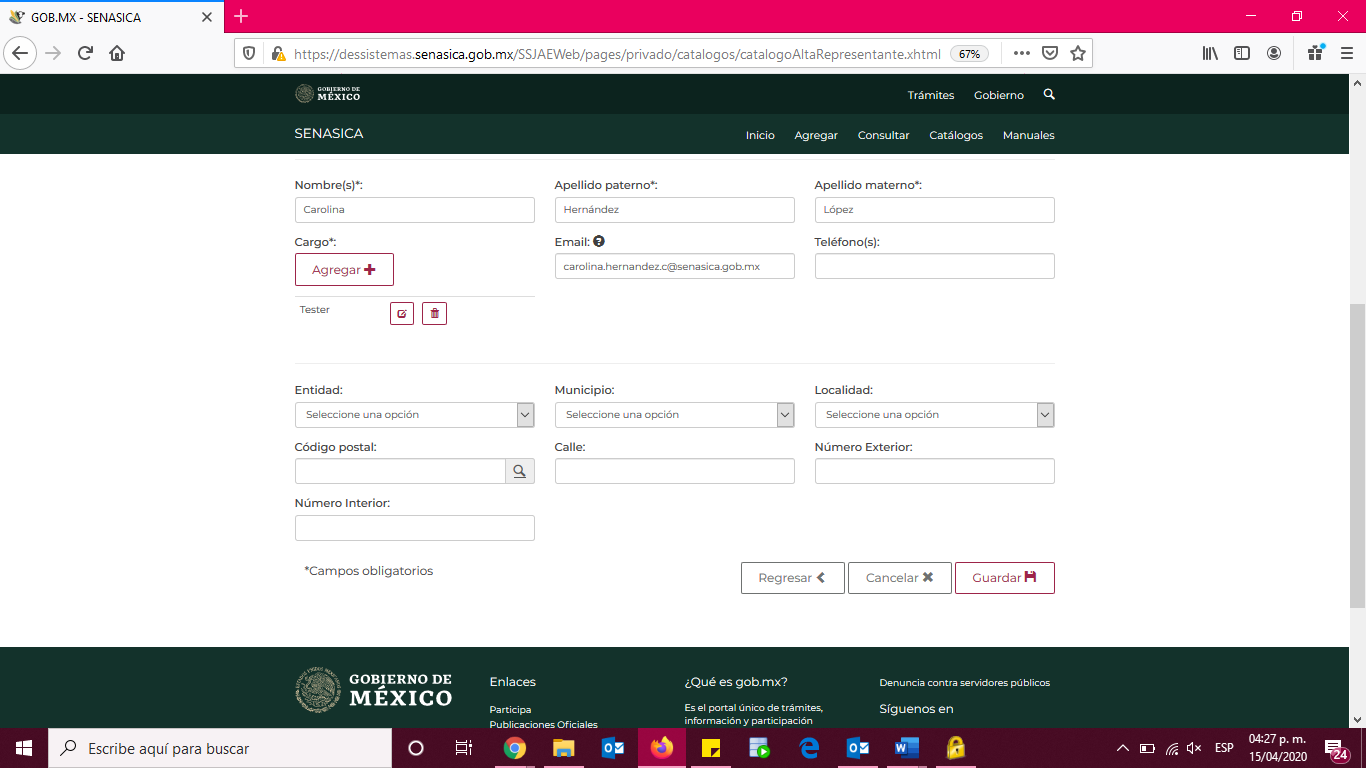 GOB.MX - SENASICA
https://dessistemas.senasica.gob.mx/SSJAEWeb/pages/privado/catalogos/catalogoAltaRepresentante.xhtml 67%
GOBIERNO DE MÉXICO Trámites Gobierno
SENASICA Inicio Agregar Consultar Catálogos Manuales
Nombre(s)*: Apellido paterno*: Apellido materno*:
Carolina Hernández López
Cargo*: Email: Teléfono(s):
Agregar carolina.hernandez.c@senasica.gob.mx
Tester
Entidad: Municipio: Localidad:
Seleccione una opción Seleccione una opción Seleccione una opción
Código postal: Calle: Número Exterior:
Número Interior:
*Campos obligatorios Regresar Cancelar Guardar
GOBIERNO DE MÉXICO
Enlaces ¿Qué es gob.mx? Denuncia contra servidores públicos
Participa Es el portal único de trámites, Síguenos en
Publicaciones Oficiales información y participación
Escribe aquí para buscar ESP 04:27 p. m.
15/04/2020 24